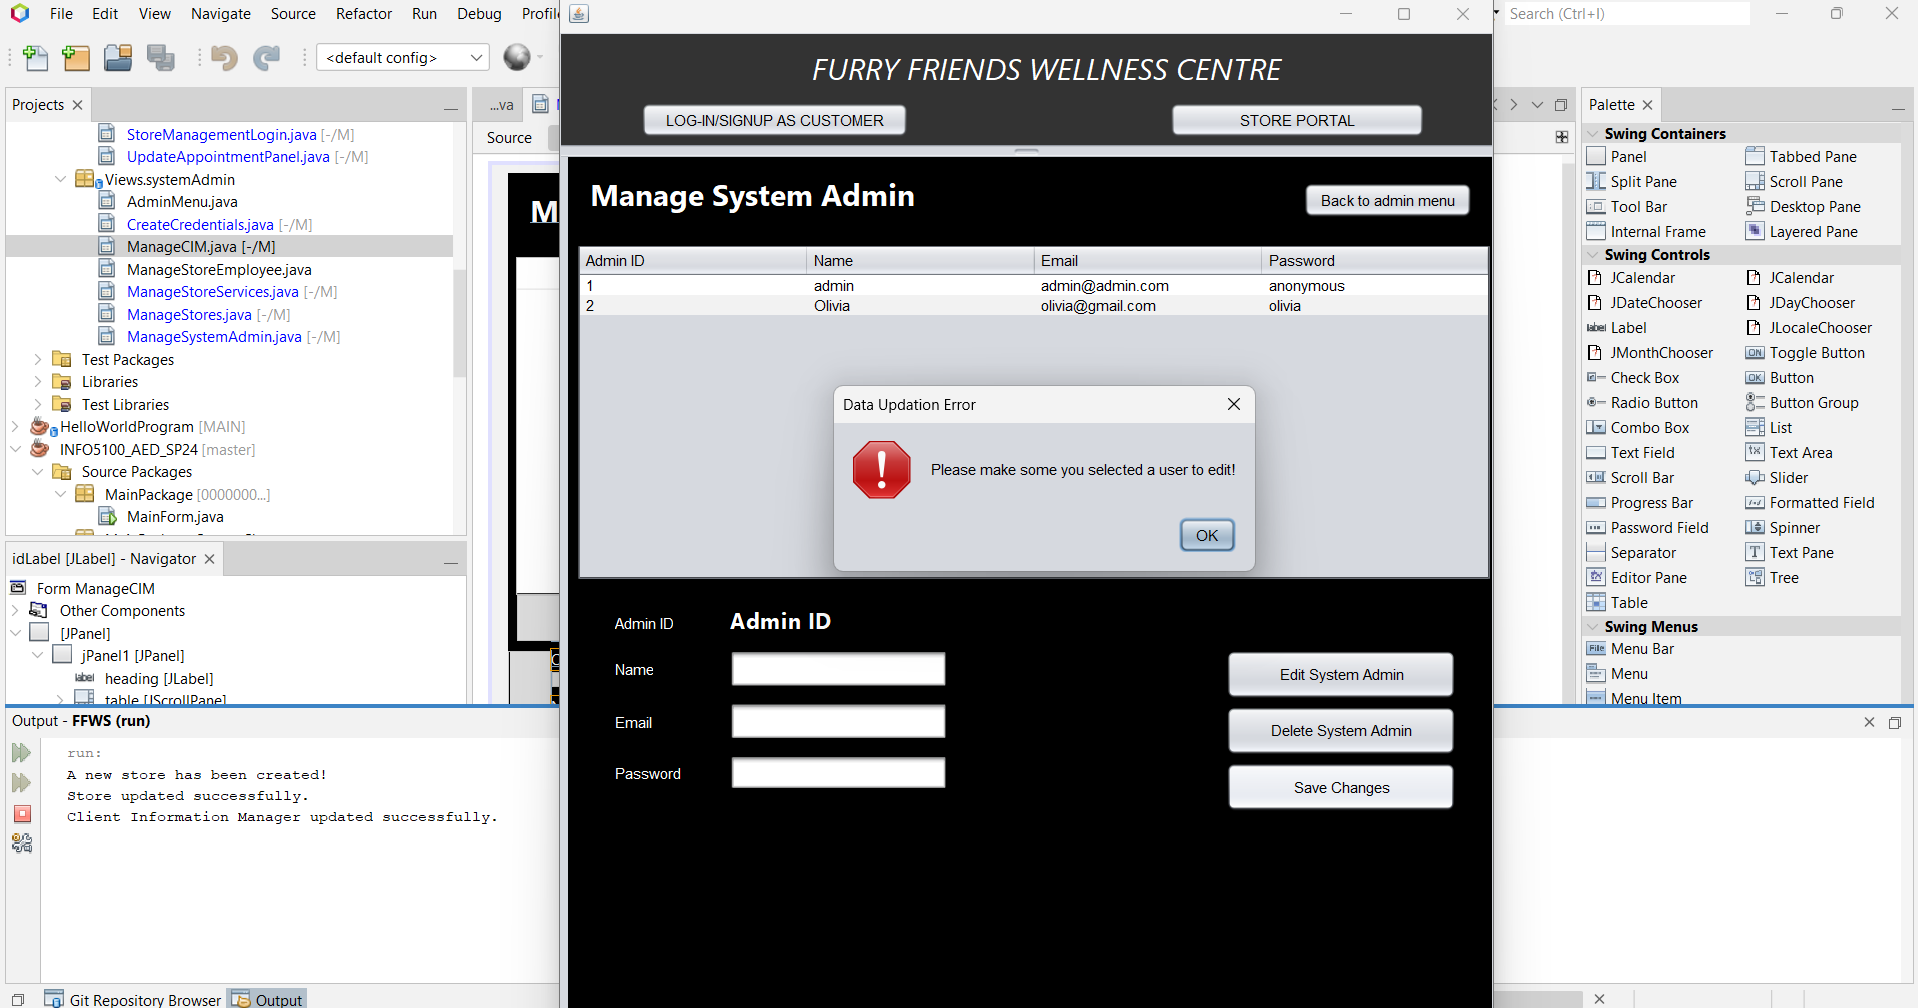 File Edit View Navigate Source Refactor Run Debug Profile
Search (Ctrl+I)
<default config>
FURRY FRIENDS WELLNESS CENTRE
LOG-IN/SIGNUP AS CUSTOMER
STORE PORTAL
Projects
...va
Source
StoreManagementLogin.java [-/M]
UpdateAppointmentPanel.java [-/M]
Views.systemAdmin
AdminMenu.java
CreateCredentials.java [-/M]
ManageCIM.java [-/M]
ManageStoreEmployee.java
ManageStoreServices.java [-/M]
ManageStores.java [-/M]
ManageSystemAdmin.java [-/M]
Test Packages
Libraries
Test Libraries
HelloWorldProgram [MAIN]
INFO5100_AED_SP24 [master]
Source Packages
MainPackage [0000000...]
MainForm.java
idLabel [JLabel] - Navigator
Form ManageCIM
Other Components
[JPanel]
jPanel1 [JPanel]
heading [JLabel]
table [JScrollPane]
Output - FFWS (run)
run:
A new store has been created!
Store updated successfully.
Client Information Manager updated successfully.
Git Repository Browser
Output
M
Manage System Admin
Back to admin menu
Admin ID Name Email Password
1 admin admin@admin.com anonymous
2 Olivia olivia@gmail.com olivia
Data Updation Error
Please make some you selected a user to edit!
OK
Admin ID Admin ID
Name
Email
Password
Edit System Admin
Delete System Admin
Save Changes
Palette
Swing Containers
Panel Tabbed Pane
Split Pane Scroll Pane
Tool Bar Desktop Pane
Internal Frame Layered Pane
Swing Controls
JCalendar JCalendar
JDateChooser JDayChooser
label Label JLocaleChooser
JMonthChooser ON Toggle Button
Check Box OK Button
Radio Button Button Group
Combo Box List
Text Field Text Area
Scroll Bar Slider
Progress Bar Formatted Field
Password Field Spinner
Separator Text Pane
Editor Pane Tree
Table
Swing Menus
File Menu Bar
Menu
Menu Item